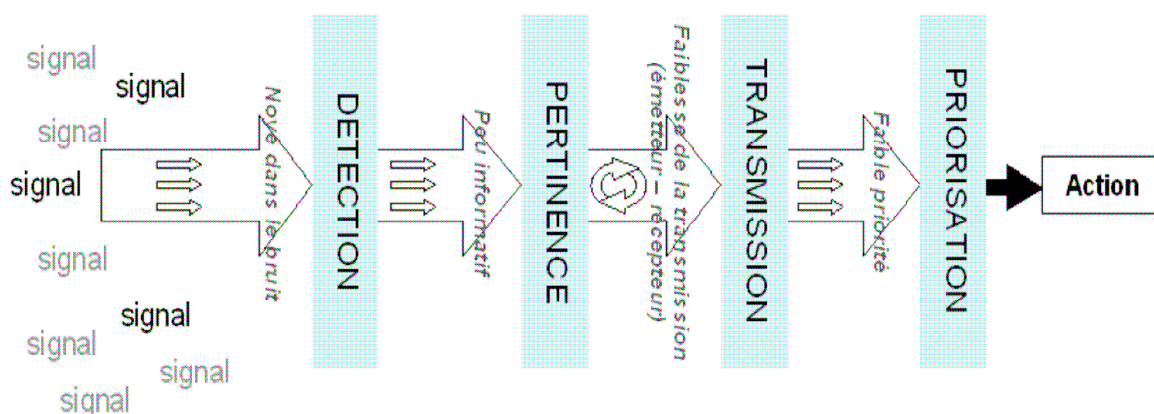 signal
signal
signal
signal
signal
signal
signal
signal
signal
Noyé dans le bruit
DETECTION
Peu informatif
PERTINENCE
Faiblesse de la transmission
(émetteur – récepteur)
TRANSMISSION
Faible priorité
PRIORISATION
Action